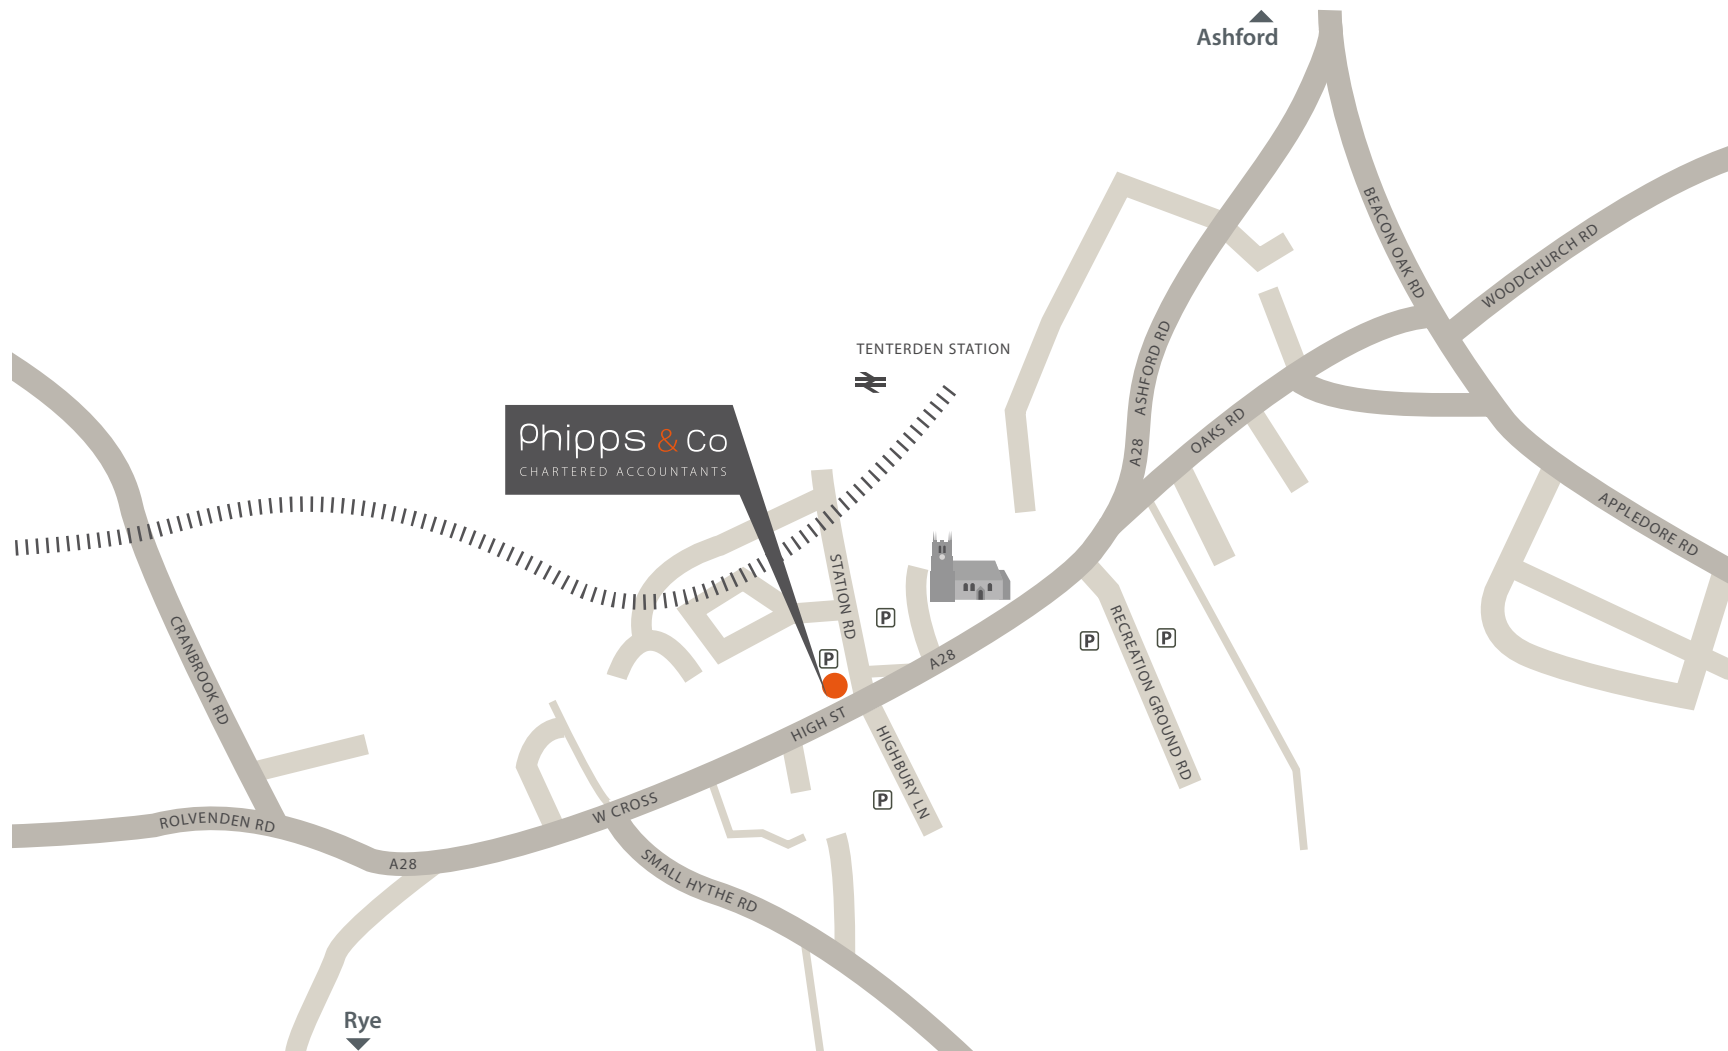 Ashford
BEACON OAK RD
WOODCHURCH RD
TENTERDEN STATION
ASHFORD RD
A28
OAKS RD
Phipps & Co
CHARTERED ACCOUNTANTS
APPLEDORE RD
STATION RD
P
P
P
P
RECREATION GROUND RD
A28
CRANBROOK RD
HIGH ST
HIGHBURY LN
P
W CROSS
ROLVENDEN RD
A28
SMALL HYTHE RD
Rye